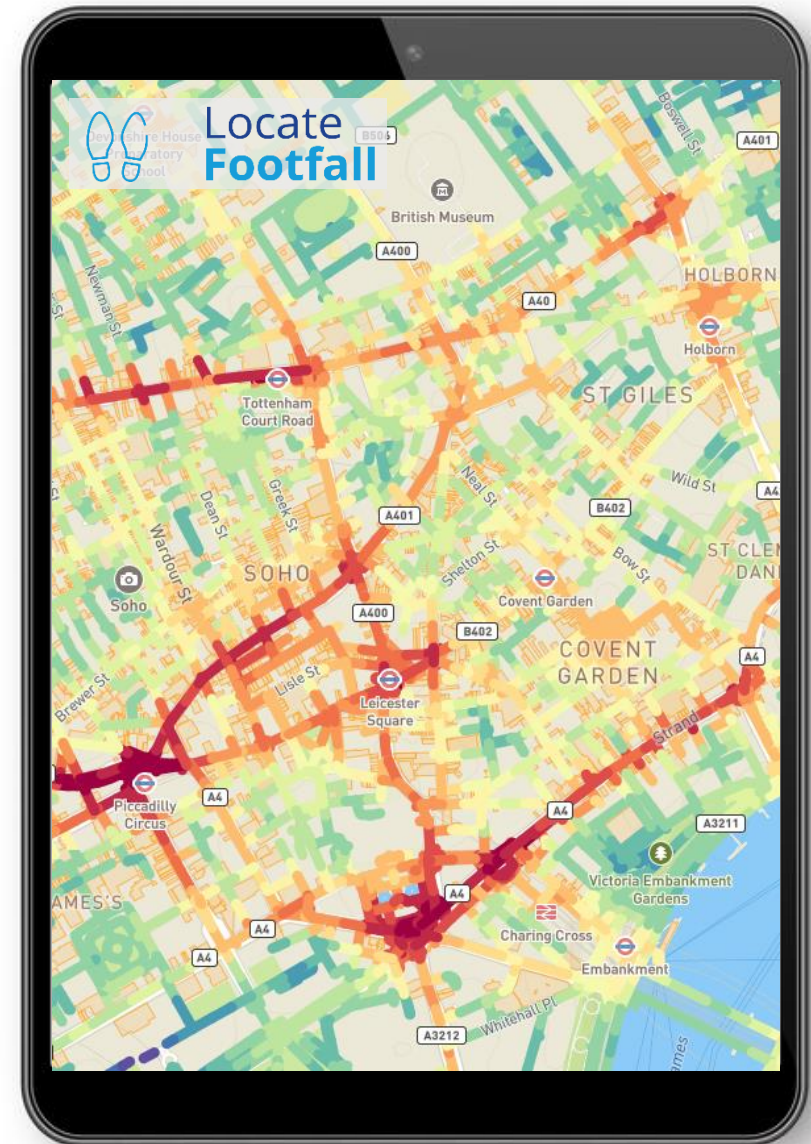 Locate
Footfall
Devonshire House
Preparatory
School
B506
Boswell St
A401
British Museum
A400
HOLBORN
Newman St
A40
Holborn
Tottenham
Court Road
ST GILES
Wild St
Neal St
A401
B402
Greek St
Dean St
Wardour St
SOHO
Soho
Shelton St
Bow St
Covent Garden
A400
B402
COVENT
GARDEN
A4
Lisle St
Brewer St
Leicester
Square
Strand
Piccadilly
Circus
A4
A4
A3211
Victoria Embankment
Gardens
A4
AMES'S
A4
A4
Charing Cross
Embankment
Whitehall Pl
A3212
ames